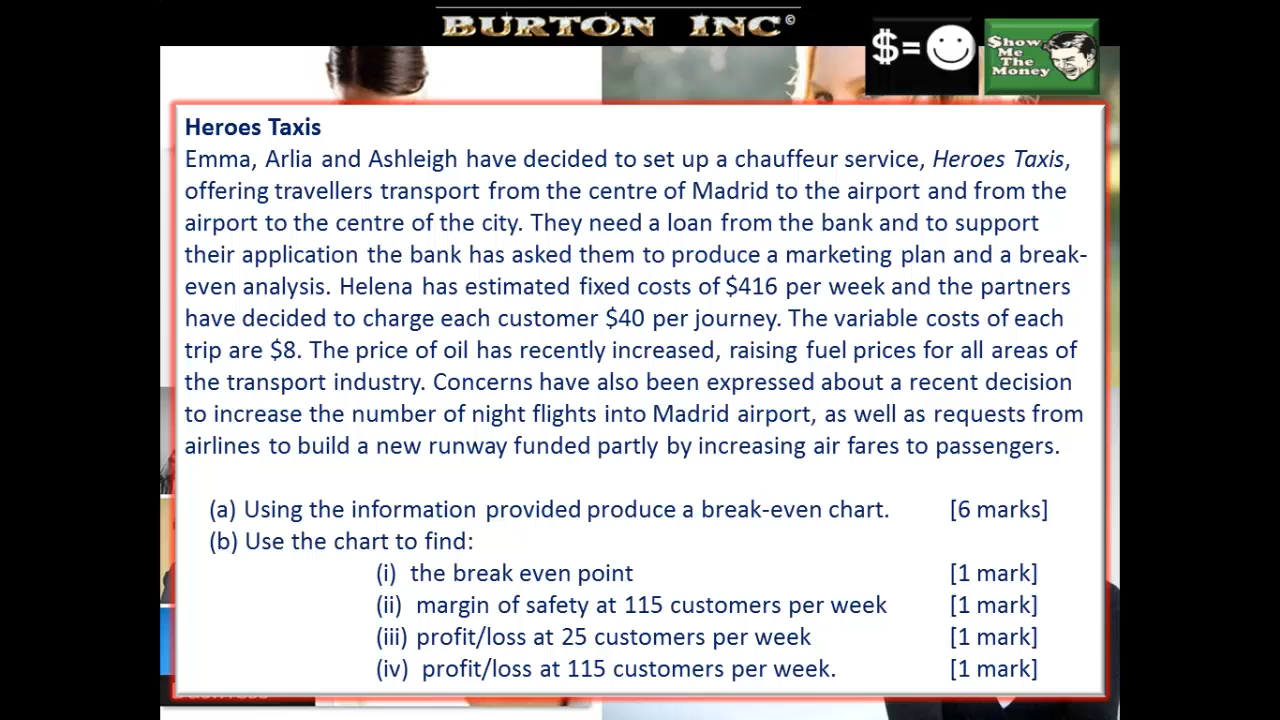 BURTON INC©
$=
$how
Me
The
Money
Heroes Taxis
Emma, Arlia and Ashleigh have decided to set up a chauffeur service, Heroes Taxis,
offering travellers transport from the centre of Madrid to the airport and from the
airport to the centre of the city. They need a loan from the bank and to support
their application the bank has asked them to produce a marketing plan and a break-
even analysis. Helena has estimated fixed costs of $416 per week and the partners
have decided to charge each customer $40 per journey. The variable costs of each
trip are $8. The price of oil has recently increased, raising fuel prices for all areas of
the transport industry. Concerns have also been expressed about a recent decision
to increase the number of night flights into Madrid airport, as well as requests from
airlines to build a new runway funded partly by increasing air fares to passengers.
(a) Using the information provided produce a break-even chart. [6 marks]
(b) Use the chart to find:
(i) the break even point [1 mark]
(ii) margin of safety at 115 customers per week [1 mark]
(iii) profit/loss at 25 customers per week [1 mark]
(iv) profit/loss at 115 customers per week. [1 mark]